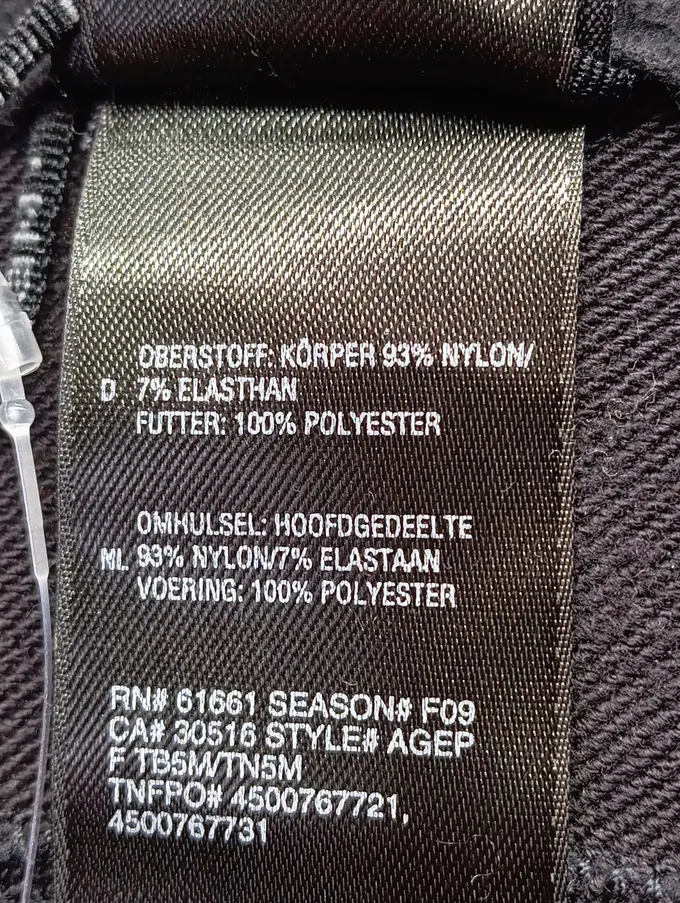 OBERSTOFF: KÖRPER 93% NYLON/
D 7% ELASTHAN
FUTTER: 100% POLYESTER
OMHULSEL: HOOFDGEDEELTE
NL 93% NYLON/7% ELASTAAN
VOERING: 100% POLYESTER
RN# 61661 SEASON# F09
CA# 30516 STYLE# AGEP
F TB5M/TN5M
TNFPO# 4500767721,
4500767731